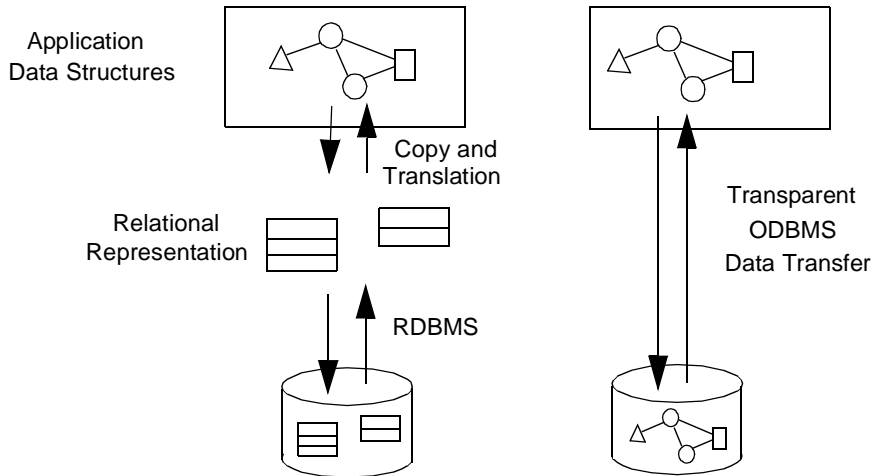 Application
Data Structures
Copy and
Translation
Relational
Representation
RDBMS
Transparent
ODBMS
Data Transfer